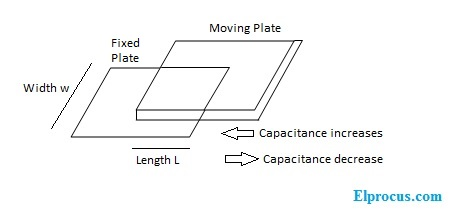 Moving Plate
Fixed
Plate
Width w
Capacitance increases
Length L
Capacitance decrease
Elprocus.com